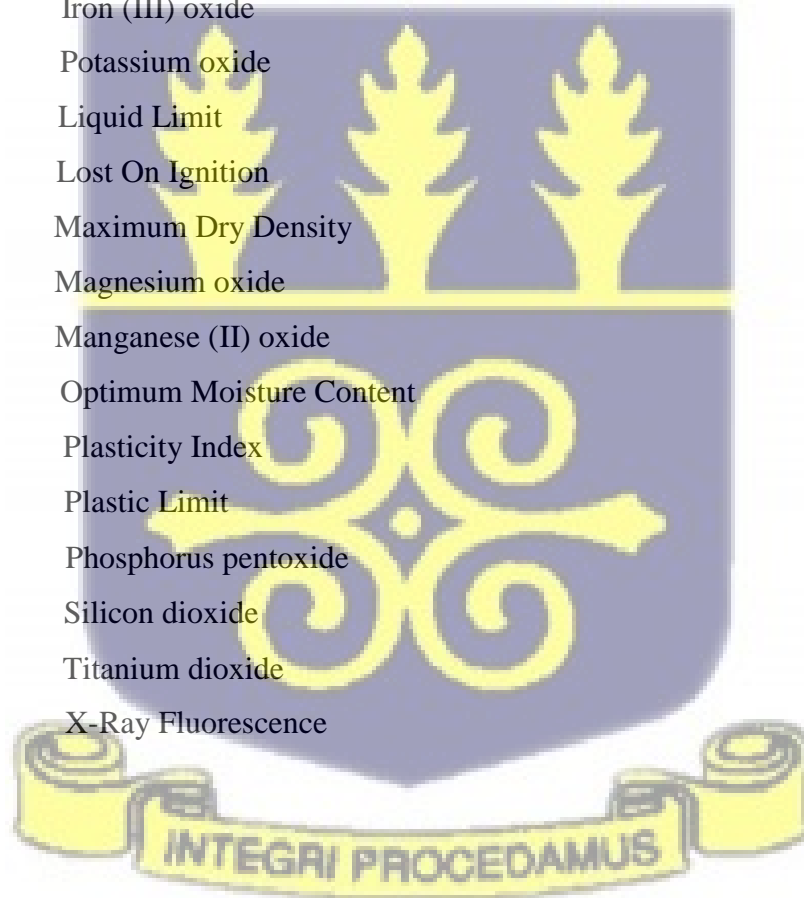 Iron (III) oxide
Potassium oxide
Liquid Limit
Lost On Ignition
Maximum Dry Density
Magnesium oxide
Manganese (II) oxide
Optimum Moisture Content
Plasticity Index
Plastic Limit
Phosphorus pentoxide
Silicon dioxide
Titanium dioxide
X-Ray Fluorescence
INTEGRI PROCEDAMUS